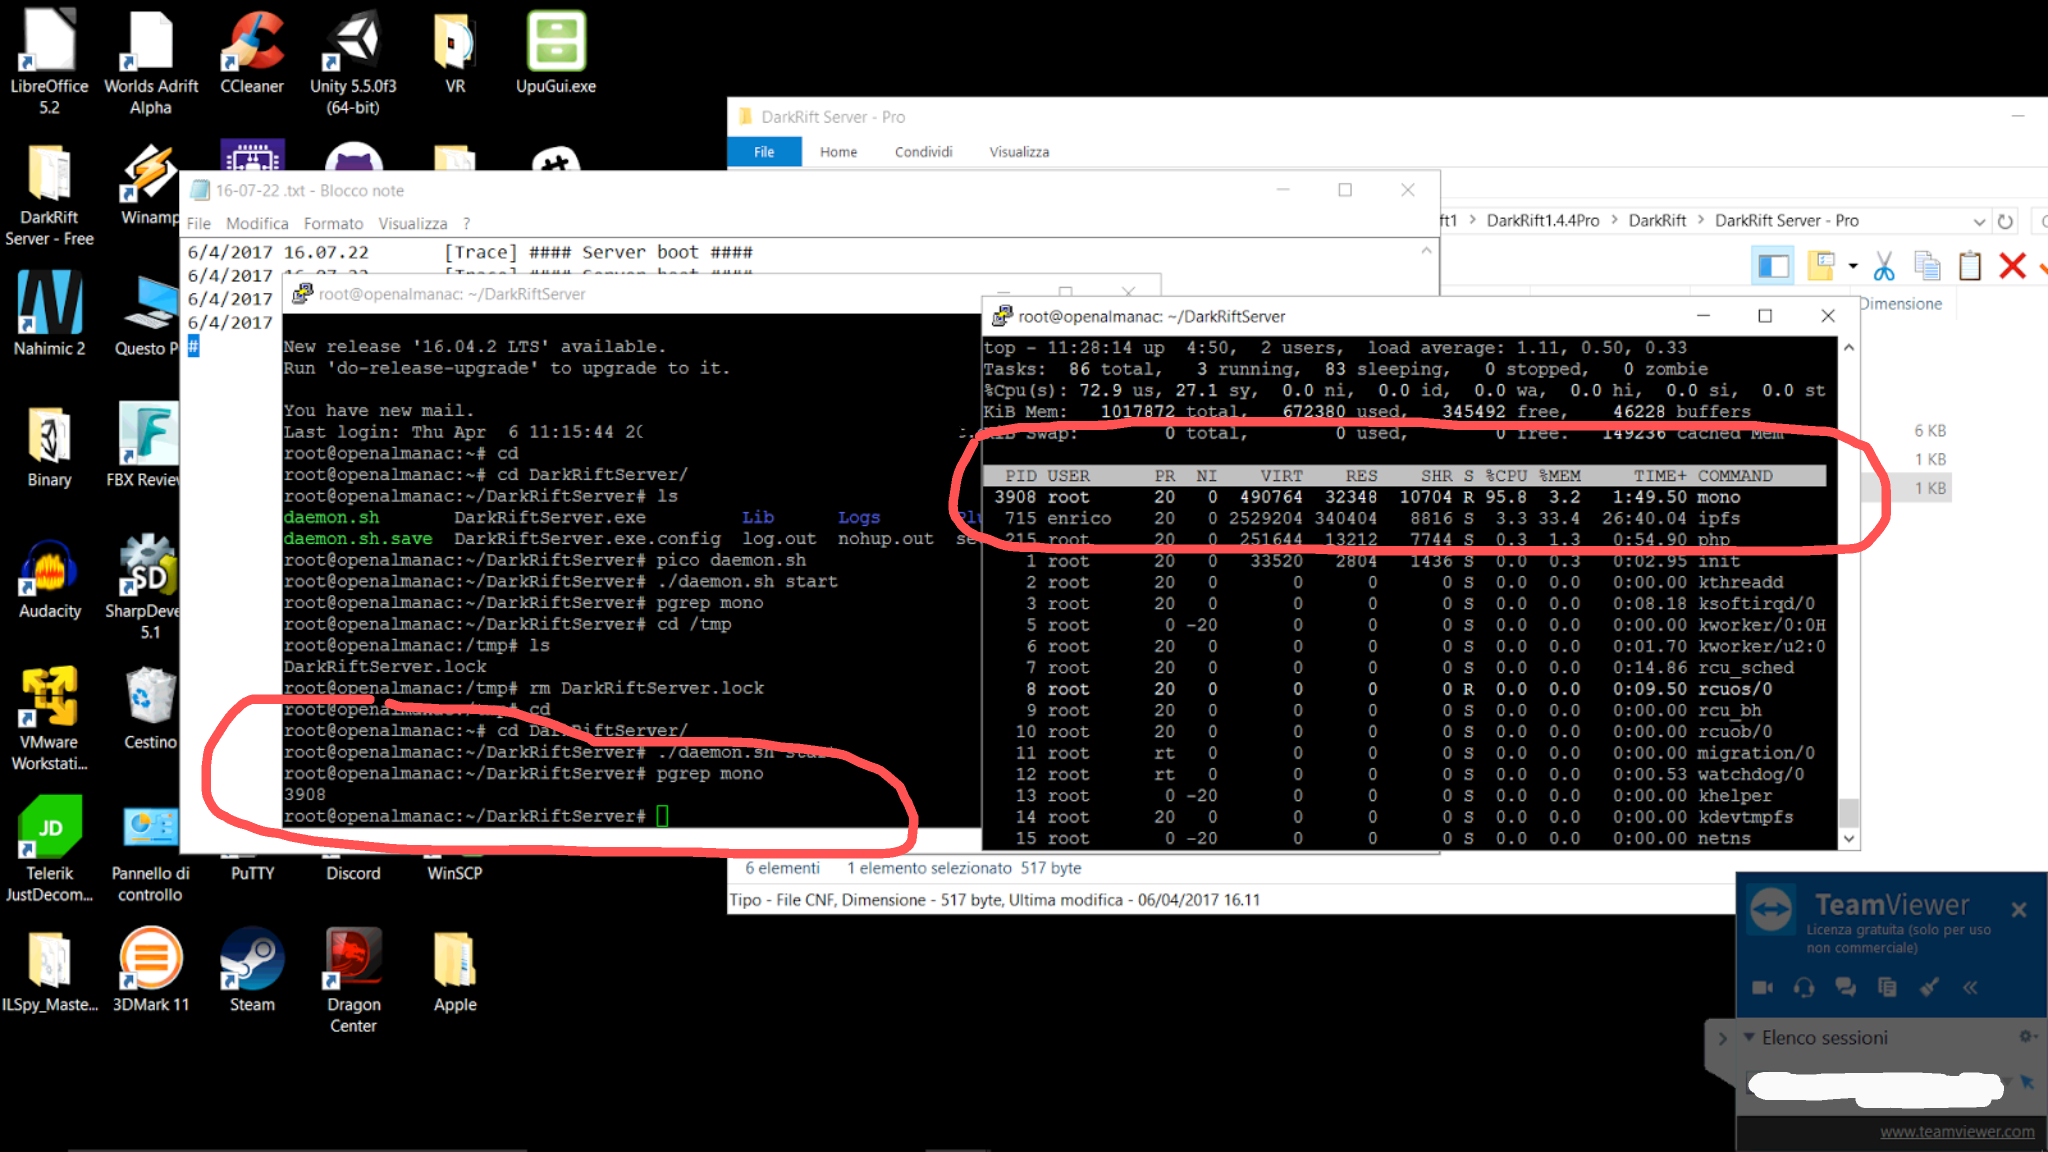 LibreOffice 5.2
Worlds Adrift Alpha
CCleaner
Unity 5.5.0f3 (64-bit)
VR
UpuGui.exe
DarkRift Server - Free
Winamp
Nahimic 2
Questo P
Binary
FBX Review
Audacity
SharpDeve
5.1
VMware Workstati...
Cestino
Telerik JustDecom...
Pannello di controllo
PuTTY
Discord
WinSCP
ILSpy_Maste...
3DMark 11
Steam
Dragon Center
Apple
DarkRift Server - Pro
File Home Condividi Visualizza
ft1 > DarkRift1.4.4Pro > DarkRift > DarkRift Server - Pro
Dimensione
6 KB
1 KB
1 KB
6 elementi 1 elemento selezionato 517 byte
Tipo - File CNF, Dimensione - 517 byte, Ultima modifica - 06/04/2017 16.11
16-07-22 .txt - Blocco note
File Modifica Formato Visualizza ?
6/4/2017 16.07.22 [Trace] #### Server boot ####
6/4/2017 16.07.22 [Trace] #### Server boot ####
6/4/2017
6/4/2017
#
root@openalmanac: ~/DarkRiftServer
New release '16.04.2 LTS' available.
Run 'do-release-upgrade' to upgrade to it.
You have new mail.
Last login: Thu Apr 6 11:15:44 2(
root@openalmanac:~# cd
root@openalmanac:~# cd DarkRiftServer/
root@openalmanac:~/DarkRiftServer# ls
daemon.sh DarkRiftServer.exe Lib Logs Plu
daemon.sh.save DarkRiftServer.exe.config log.out nohup.out se
root@openalmanac:~/DarkRiftServer# pico daemon.sh
root@openalmanac:~/DarkRiftServer# ./daemon.sh start
root@openalmanac:~/DarkRiftServer# pgrep mono
root@openalmanac:~/DarkRiftServer# cd /tmp
root@openalmanac:/tmp# ls
DarkRiftServer.lock
root@openalmanac:/tmp# rm DarkRiftServer.lock
root@openalmanac:/tmp# cd
root@openalmanac:~# cd DarkRiftServer/
root@openalmanac:~/DarkRiftServer# ./daemon.sh start
root@openalmanac:~/DarkRiftServer# pgrep mono
3908
root@openalmanac:~/DarkRiftServer#
root@openalmanac: ~/DarkRiftServer
top - 11:28:14 up 4:50, 2 users, load average: 1.11, 0.50, 0.33
Tasks: 86 total, 3 running, 83 sleeping, 0 stopped, 0 zombie
%Cpu(s): 72.9 us, 27.1 sy, 0.0 ni, 0.0 id, 0.0 wa, 0.0 hi, 0.0 si, 0.0 st
KiB Mem: 1017872 total, 672380 used, 345492 free, 46228 buffers
KiB Swap: 0 total, 0 used, 0 free. 149236 cached Mem
PID USER PR NI VIRT RES SHR S %CPU %MEM TIME+ COMMAND
3908 root 20 0 490764 32348 10704 R 95.8 3.2 1:49.50 mono
715 enrico 20 0 2529204 340404 8816 S 3.3 33.4 26:40.04 ipfs
215 root 20 0 251644 13212 7744 S 0.3 1.3 0:54.90 php
1 root 20 0 33520 2804 1436 S 0.0 0.3 0:02.95 init
2 root 20 0 0 0 0 S 0.0 0.0 0:00.00 kthreadd
3 root 20 0 0 0 0 S 0.0 0.0 0:08.18 ksoftirqd/0
5 root 0 -20 0 0 0 S 0.0 0.0 0:00.00 kworker/0:0H
6 root 20 0 0 0 0 S 0.0 0.0 0:01.70 kworker/u2:0
7 root 20 0 0 0 0 S 0.0 0.0 0:14.86 rcu_sched
8 root 20 0 0 0 0 R 0.0 0.0 0:09.50 rcuos/0
9 root 20 0 0 0 0 S 0.0 0.0 0:00.00 rcu_bh
10 root 20 0 0 0 0 S 0.0 0.0 0:00.00 rcuob/0
11 root rt 0 0 0 0 S 0.0 0.0 0:00.00 migration/0
12 root rt 0 0 0 0 S 0.0 0.0 0:00.53 watchdog/0
13 root 0 -20 0 0 0 S 0.0 0.0 0:00.00 khelper
14 root 20 0 0 0 0 S 0.0 0.0 0:00.00 kdevtmpfs
15 root 0 -20 0 0 0 S 0.0 0.0 0:00.00 netns
TeamViewer
Licenza gratuita (solo per uso non commerciale)
Elenco sessioni
www.teamviewer.com